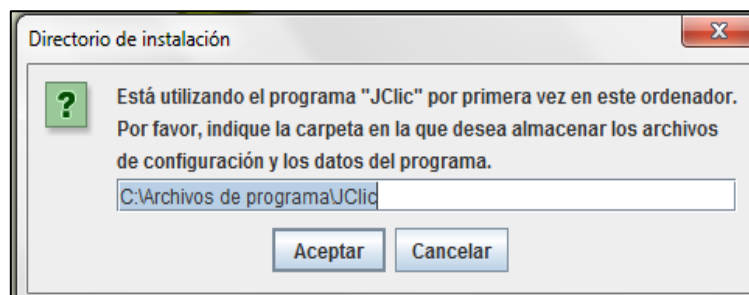 Directorio de instalación
X
?
Está utilizando el programa "JClic" por primera vez en este ordenador.
Por favor, indique la carpeta en la que desea almacenar los archivos
de configuración y los datos del programa.
C:\Archivos de programa\JClic
Aceptar Cancelar